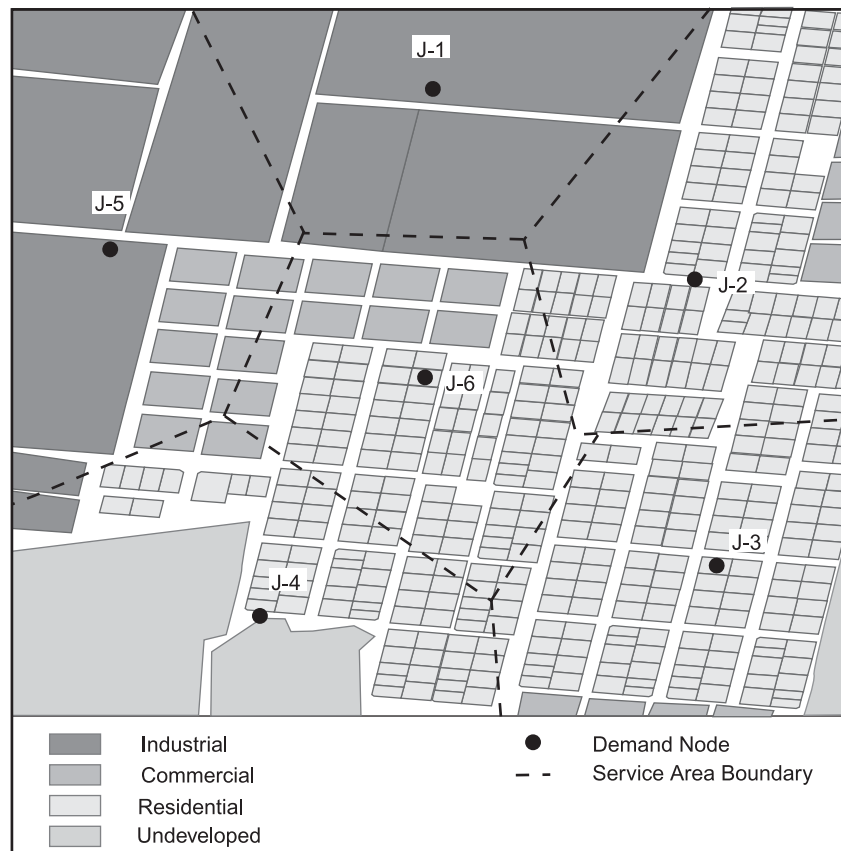 J-1
J-5
J-2
J-6
J-3
J-4
Industrial
Commercial
Residential
Undeveloped
Demand Node
Service Area Boundary